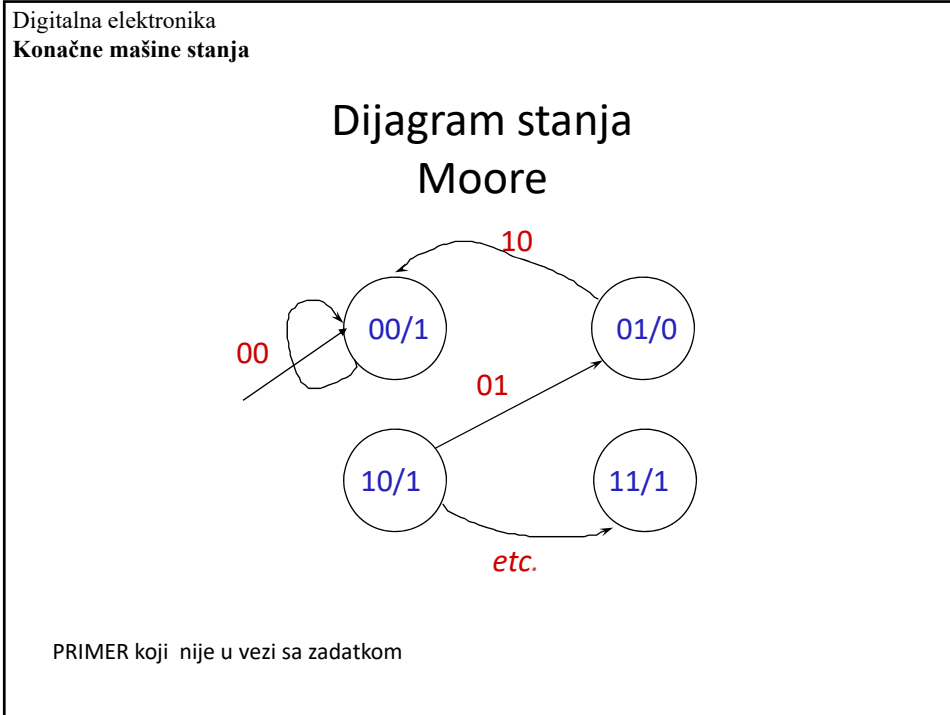 Digitalna elektronika
Konačne mašine stanja
Dijagram stanja
Moore
10
00/1
01/0
00
01
10/1
11/1
etc.
PRIMER koji  nije u vezi sa zadatkom